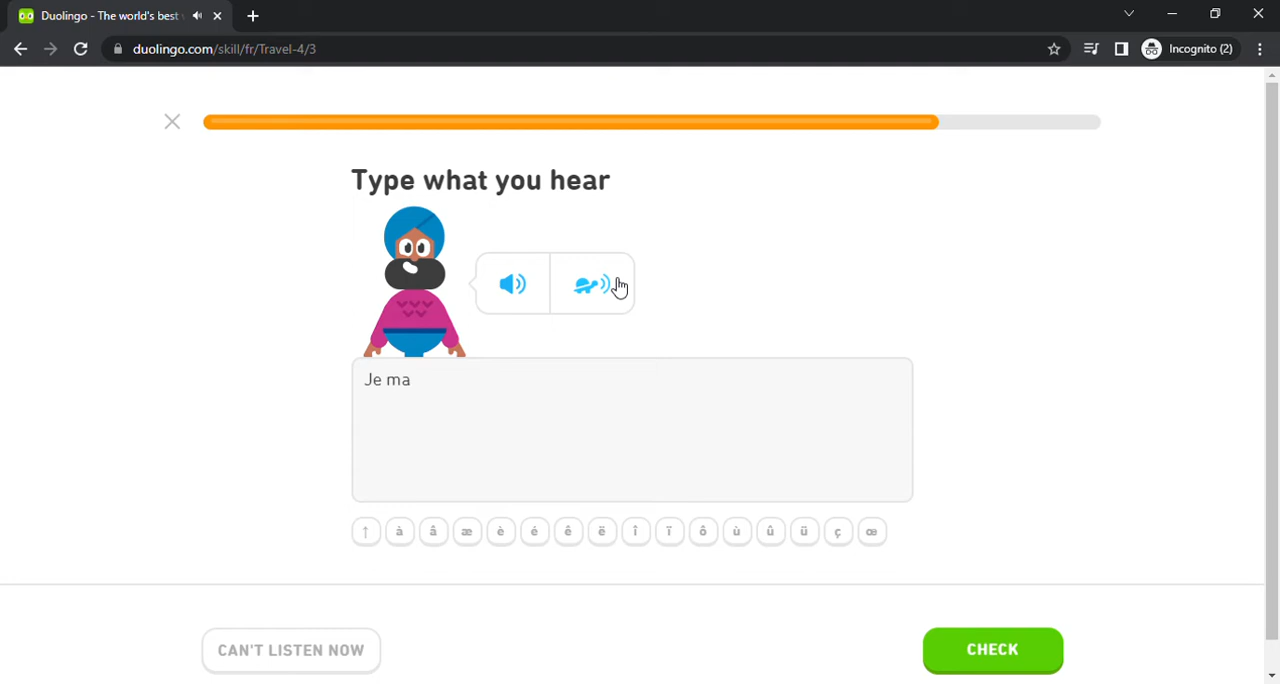 Duolingo - The world's best
duolingo.com/skill/fr/Travel-4/3
Incognito (2)
Type what you hear
Je ma
↑ à â æ è é ê ë î ï ô ù û ü ç œ
CAN'T LISTEN NOW
CHECK